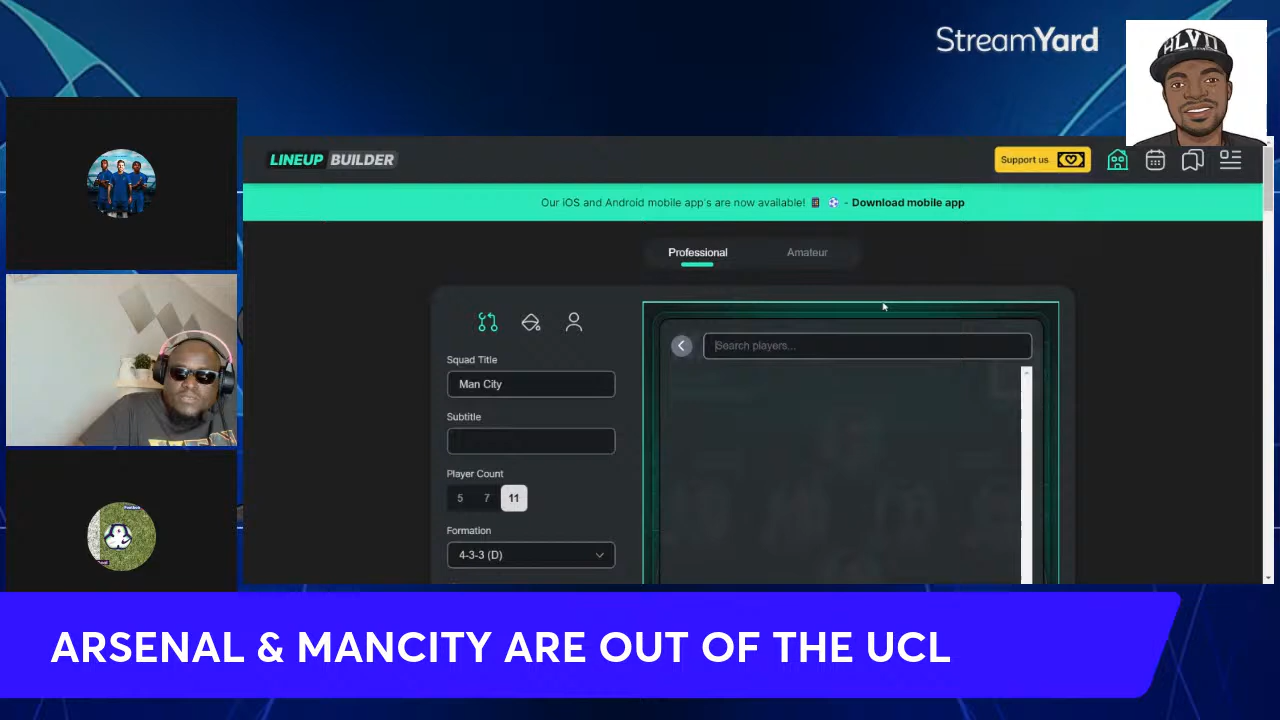 StreamYard
HLVO
LINEUP BUILDER
Support us
Our iOS and Android mobile app's are now available! - Download mobile app
Professional
Amateur
Squad Title
Man City
Subtitle
Player Count
5 7 11
Formation
4-3-3 (D)
Search players...
ARSENAL & MANCITY ARE OUT OF THE UCL